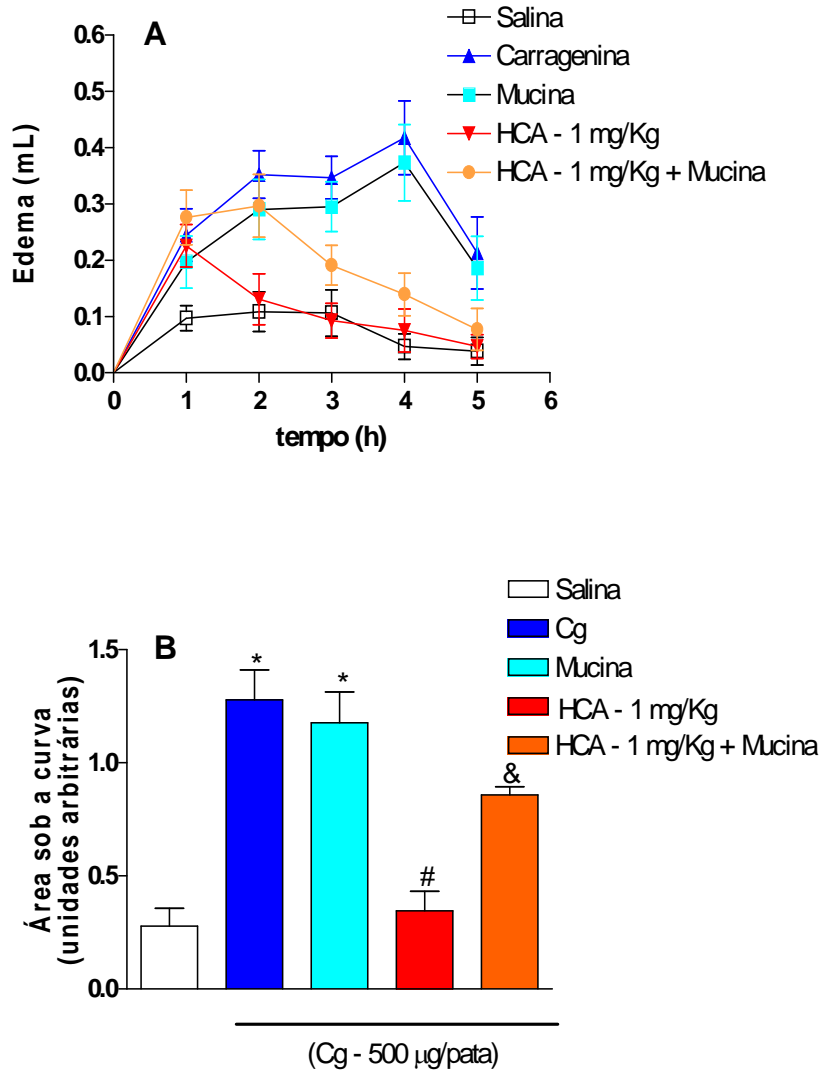 A
Salina
Carragenina
Mucina
HCA - 1 mg/Kg
HCA - 1 mg/Kg + Mucina
0.6
0.5
0.4
0.3
0.2
0.1
0.0
Edema (mL)
0 1 2 3 4 5 6
tempo (h)
B
Salina
Cg
Mucina
HCA - 1 mg/Kg
HCA - 1 mg/Kg + Mucina
1.5
1.0
0.5
0.0
Área sob a curva
(unidades arbitrárias)
* * # &
(Cg - 500 µg/pata)